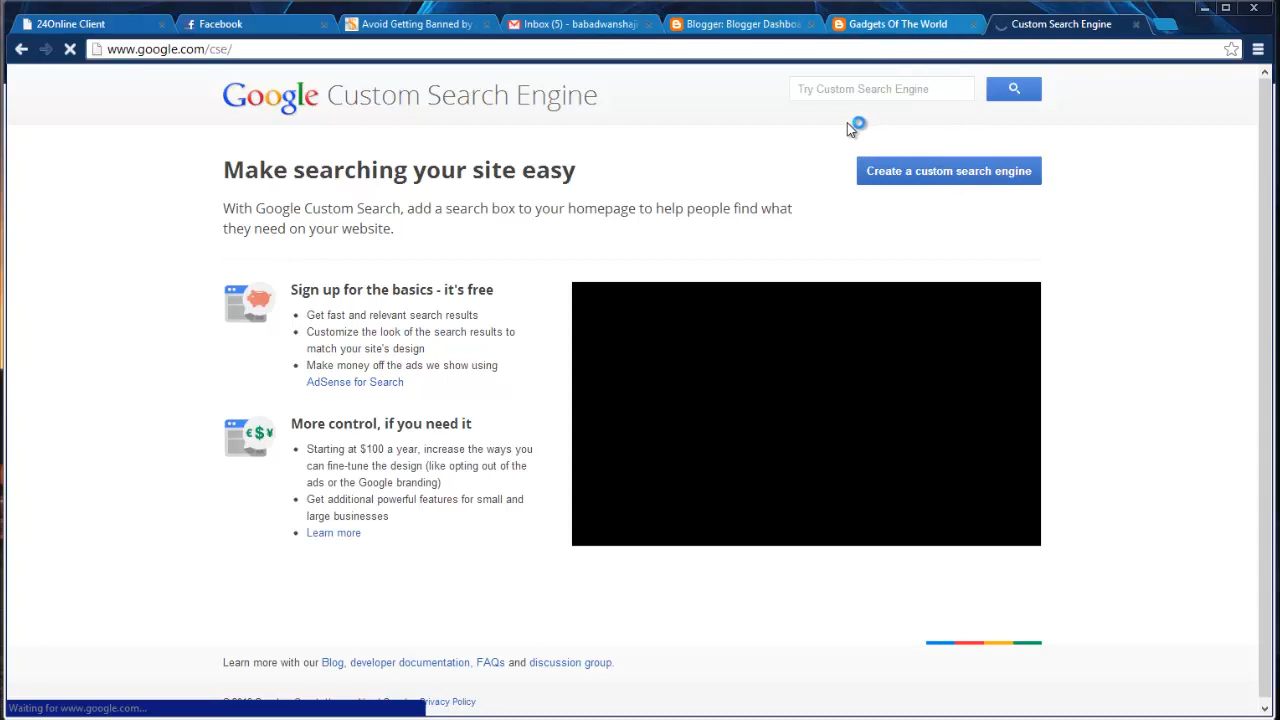 24Online Client
Facebook
Avoid Getting Banned by
Inbox (5) - babadwanshaji
Blogger: Blogger Dashbo
Gadgets Of The World
Custom Search Engine
www.google.com/cse/
Google Custom Search Engine
Try Custom Search Engine
Make searching your site easy
Create a custom search engine
With Google Custom Search, add a search box to your homepage to help people find what
they need on your website.
Sign up for the basics - it's free
• Get fast and relevant search results
• Customize the look of the search results to
match your site's design
• Make money off the ads we show using
AdSense for Search
More control, if you need it
€$¥
• Starting at $100 a year, increase the ways you
can fine-tune the design (like opting out of the
ads or the Google branding)
• Get additional powerful features for small and
large businesses
• Learn more
Learn more with our Blog, developer documentation, FAQs and discussion group.
Privacy Policy
Waiting for www.google.com...